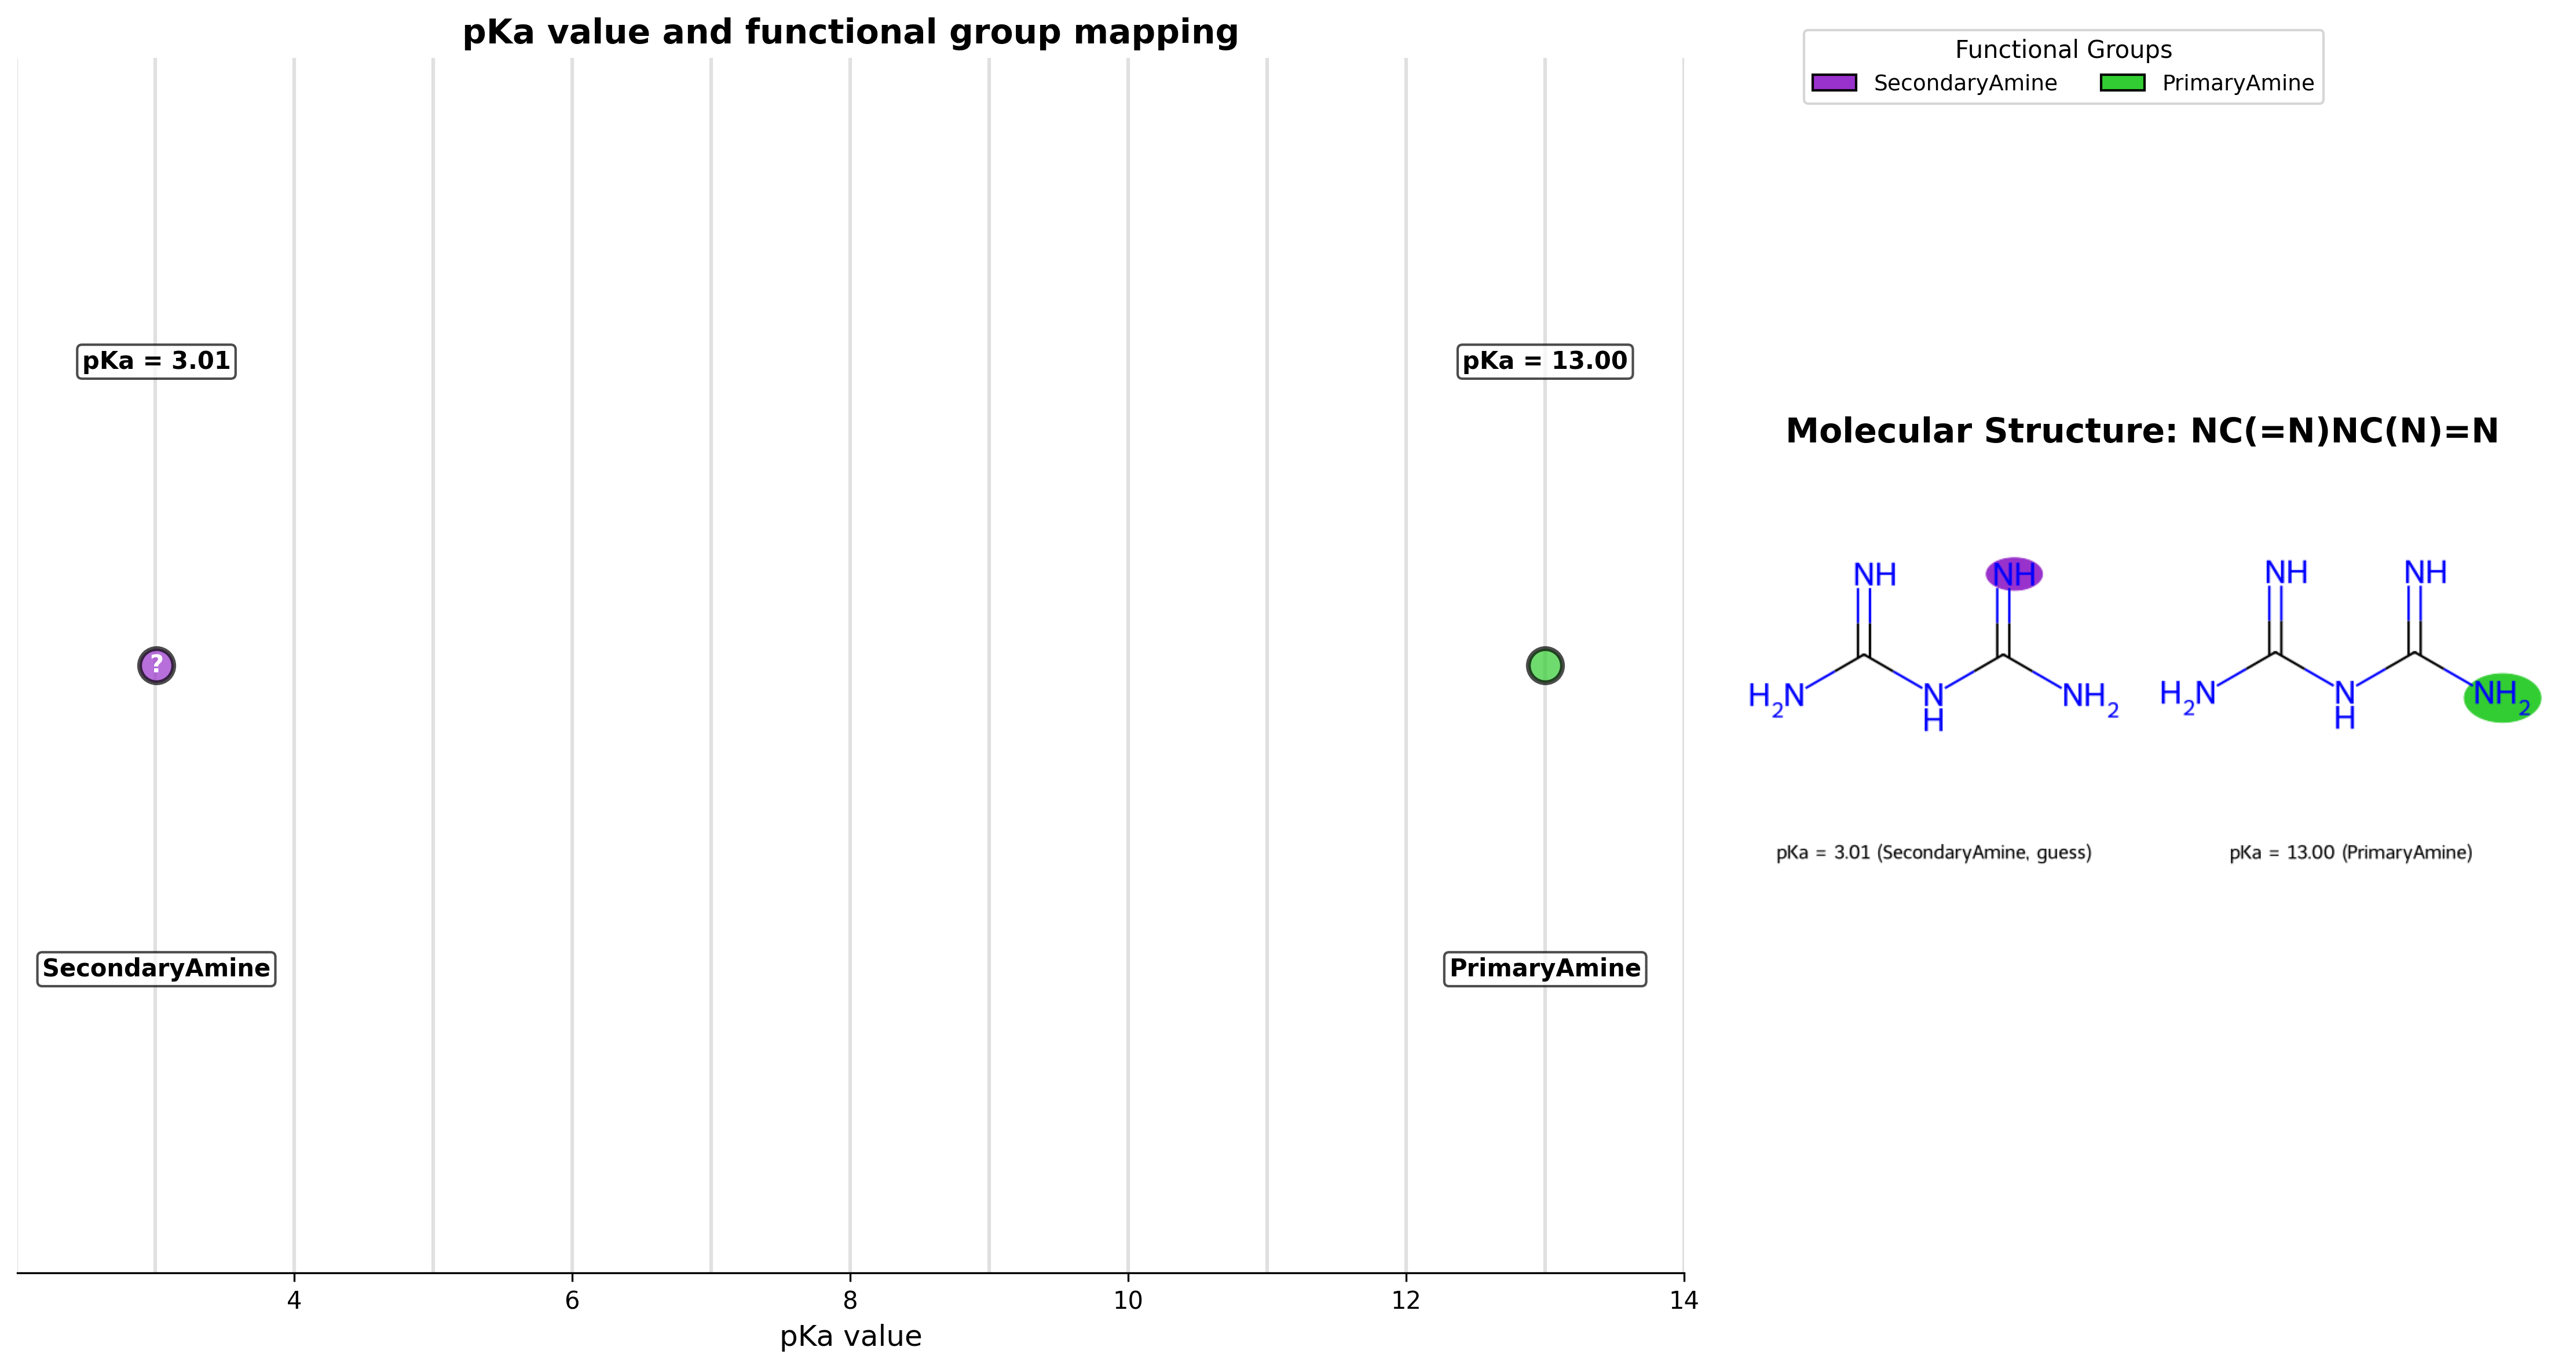 pKa value and functional group mapping
Functional Groups
SecondaryAmine
PrimaryAmine
pKa = 3.01
pKa = 13.00
?
SecondaryAmine
PrimaryAmine
4 6 8 10 12 14
pKa value
Molecular Structure: NC(=N)NC(N)=N
NH NH
H2N N H NH2
NH NH
H2N N H NH2
pKa = 3.01 (SecondaryAmine, guess)
pKa = 13.00 (PrimaryAmine)